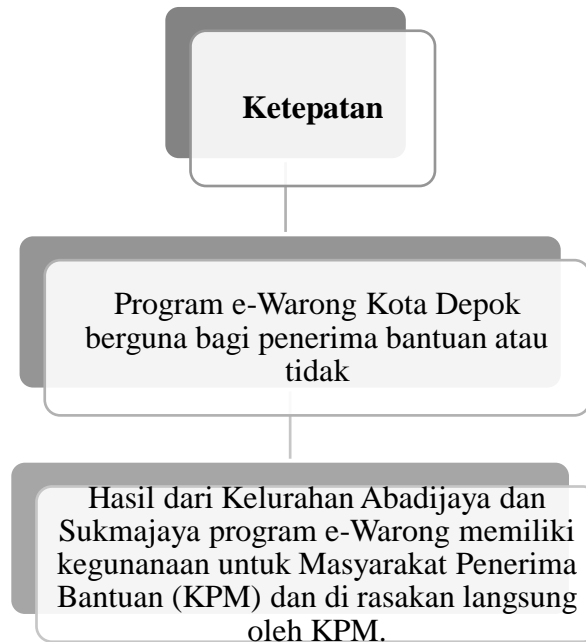 Ketepatan
Program e-Warong Kota Depok
berguna bagi penerima bantuan atau
tidak
Hasil dari Kelurahan Abadijaya dan
Sukmajaya program e-Warong memiliki
kegunanaan untuk Masyarakat Penerima
Bantuan (KPM) dan di rasakan langsung
oleh KPM.